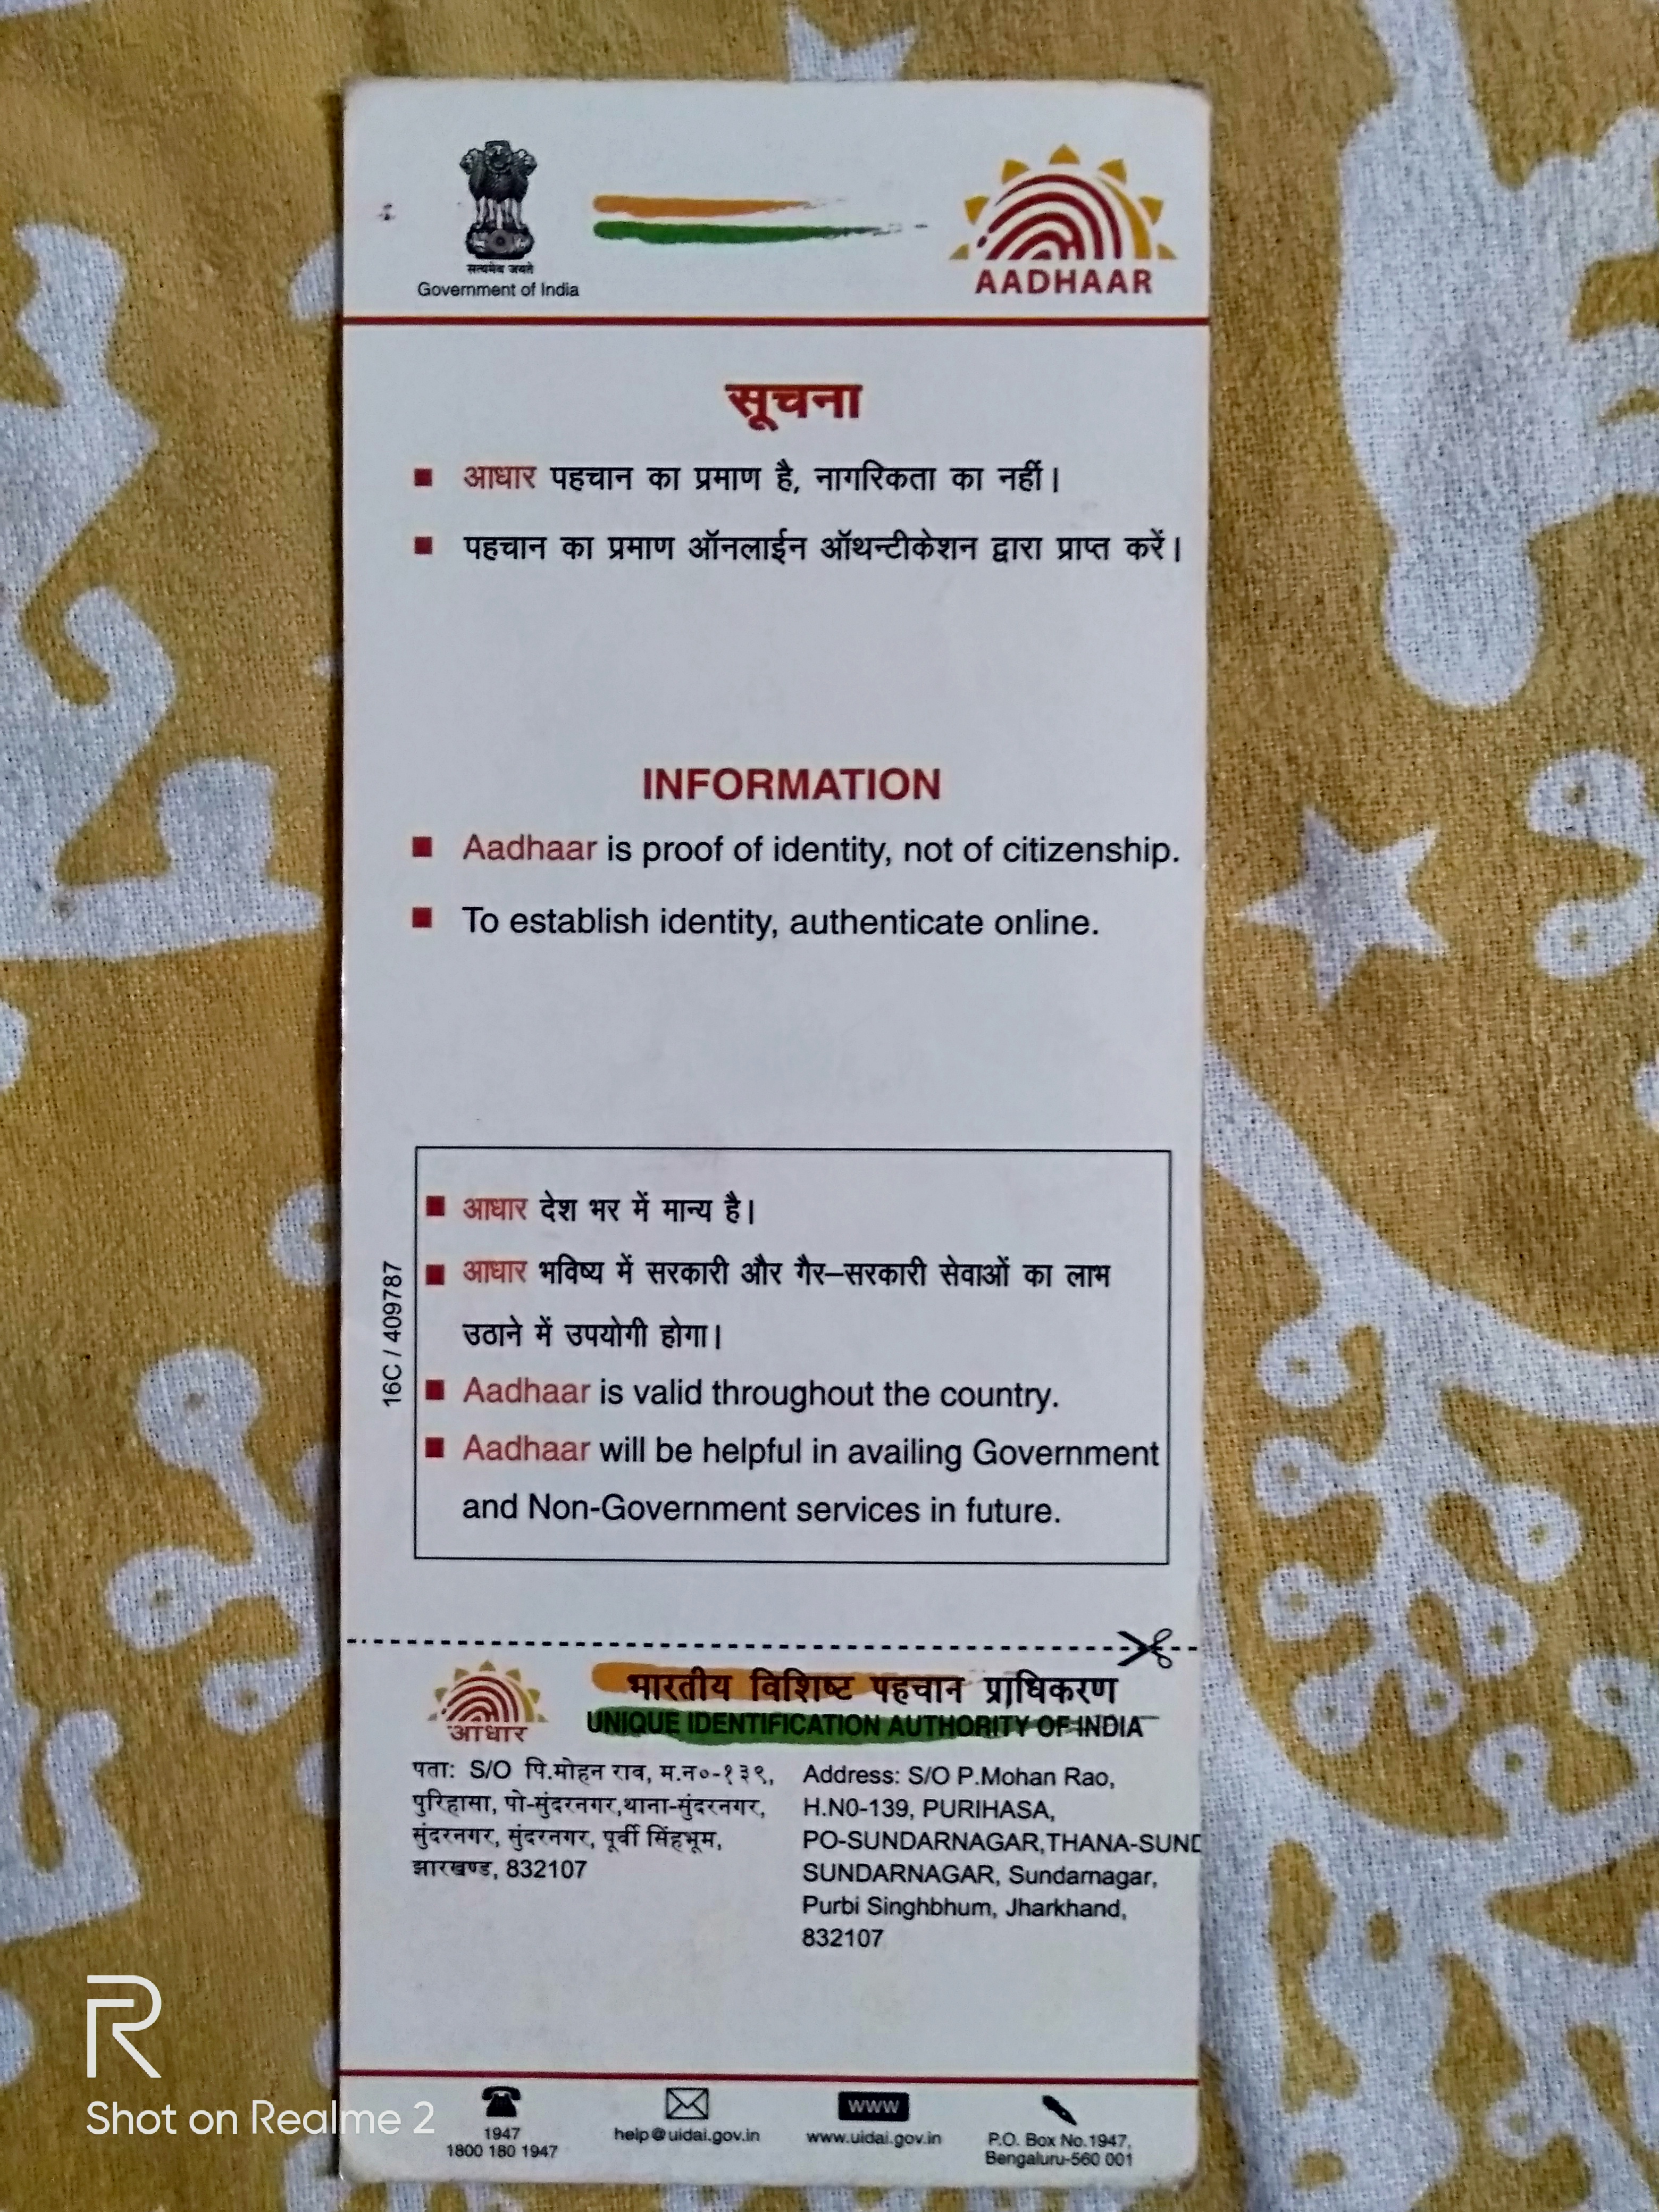 सत्यमेव जयते
Government of India
AADHAAR
सूचना
■ आधार पहचान का प्रमाण है, नागरिकता का नहीं।
■ पहचान का प्रमाण ऑनलाईन ऑथन्टीकेशन द्वारा प्राप्त करें।
INFORMATION
■ Aadhaar is proof of identity, not of citizenship.
■ To establish identity, authenticate online.
16C / 409787
■ आधार देश भर में मान्य है।
■ आधार भविष्य में सरकारी और गैर–सरकारी सेवाओं का लाभ
उठाने में उपयोगी होगा।
■ Aadhaar is valid throughout the country.
■ Aadhaar will be helpful in availing Government
and Non-Government services in future.
आधार
भारतीय विशिष्ट पहचान प्राधिकरण
UNIQUE IDENTIFICATION AUTHORITY OF INDIA
पता: S/O पि.मोहन राव, म.न०-१३९,
पुरिहासा, पो-सुंदरनगर,थाना-सुंदरनगर,
सुंदरनगर, सुंदरनगर, पूर्वी सिंहभूम,
झारखण्ड, 832107
Address: S/O P.Mohan Rao,
H.N0-139, PURIHASA,
PO-SUNDARNAGAR,THANA-SUND
SUNDARNAGAR, Sundarnagar,
Purbi Singhbhum, Jharkhand,
832107
1947
1800 180 1947
help@uidai.gov.in
www
www.uidai.gov.in
P.O. Box No.1947,
Bengaluru-560 001
R
Shot on Realme 2